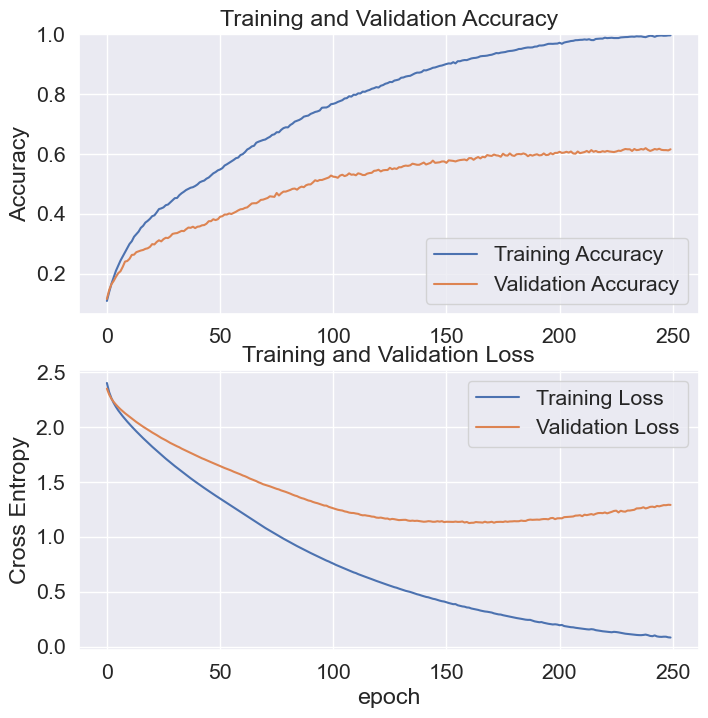 Training and Validation Accuracy
1.0
0.8
0.6
0.4
0.2
Accuracy
Training Accuracy
Validation Accuracy
0 50 100 150 200 250
Training and Validation Loss
2.5
2.0
1.5
1.0
0.5
0.0
Cross Entropy
Training Loss
Validation Loss
0 50 100 150 200 250
epoch